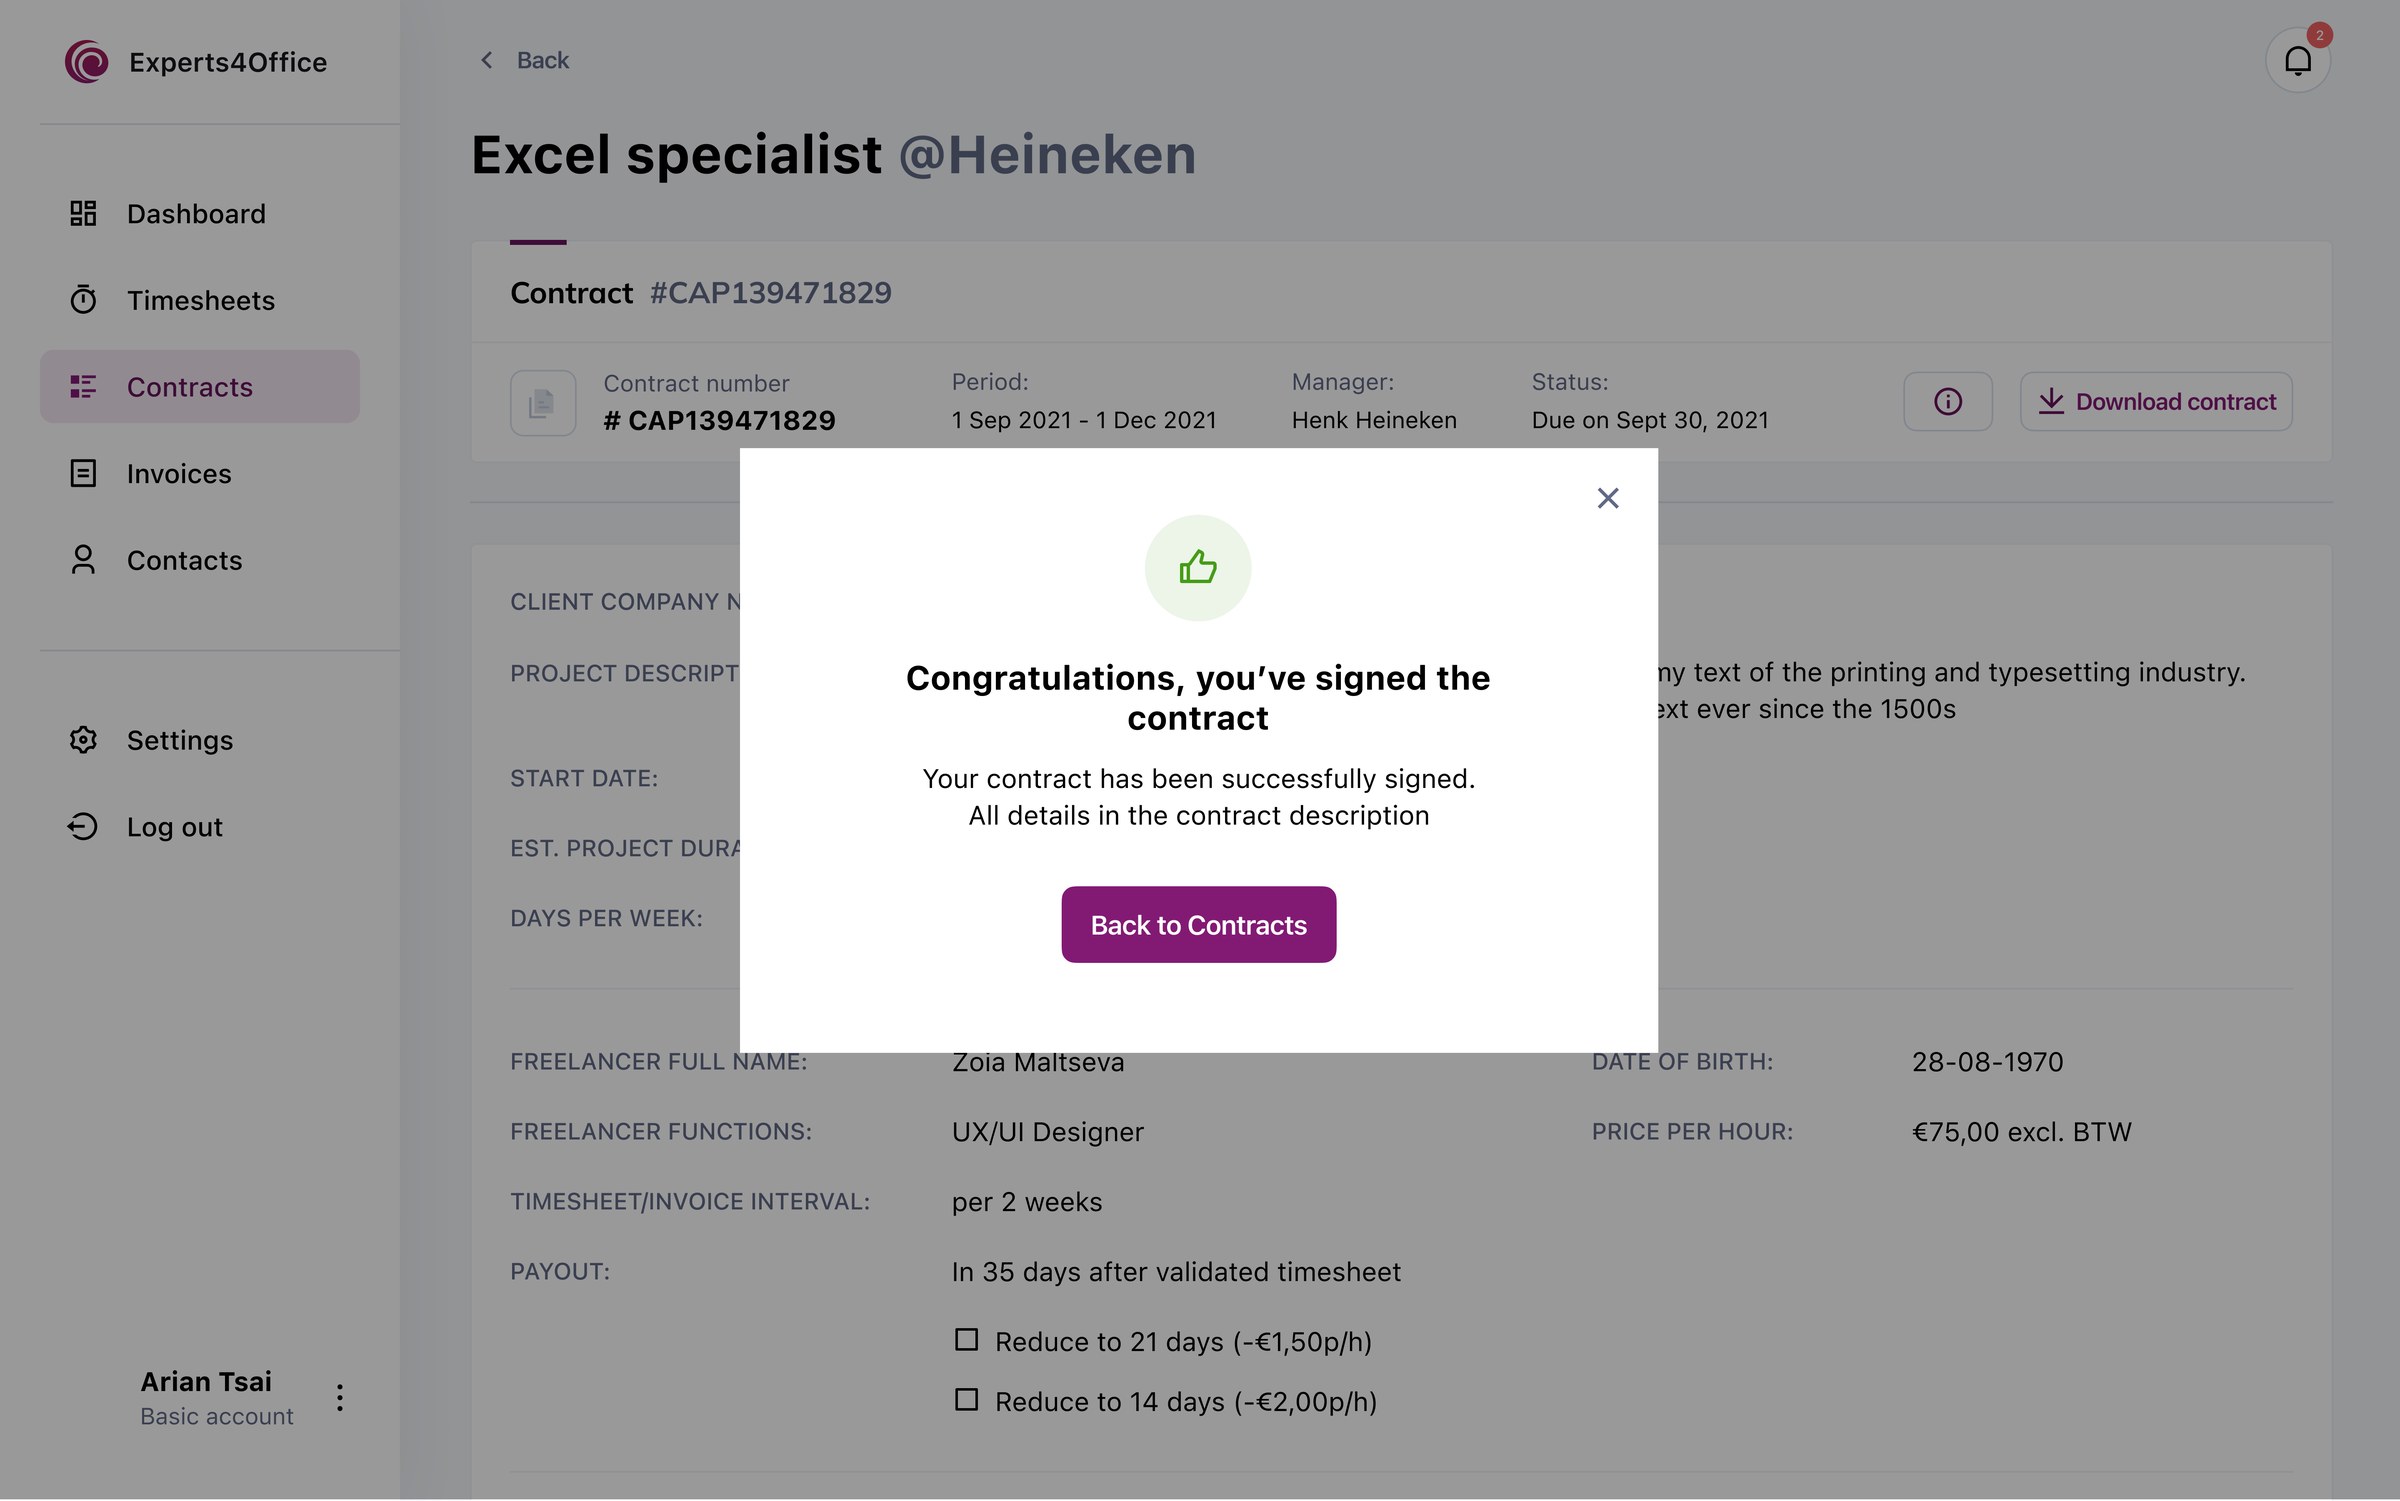 Experts4Office
Dashboard
Timesheets
Contracts
Invoices
Contacts
Settings
Log out
Arian Tsai
Basic account
Back
2
Excel specialist @Heineken
Contract #CAP139471829
Contract number
# CAP139471829
Period:
1 Sep 2021 - 1 Dec 2021
Manager:
Henk Heineken
Status:
Due on Sept 30, 2021
Download contract
CLIENT COMPANY N
PROJECT DESCRIPT
my text of the printing and typesetting industry.
ext ever since the 1500s
START DATE:
EST. PROJECT DURA
DAYS PER WEEK:
Congratulations, you’ve signed the
contract
Your contract has been successfully signed.
All details in the contract description
Back to Contracts
FREELANCER FULL NAME:
Zoia Maltseva
DATE OF BIRTH:
28-08-1970
FREELANCER FUNCTIONS:
UX/UI Designer
PRICE PER HOUR:
€75,00 excl. BTW
TIMESHEET/INVOICE INTERVAL:
per 2 weeks
PAYOUT:
In 35 days after validated timesheet
Reduce to 21 days (-€1,50p/h)
Reduce to 14 days (-€2,00p/h)